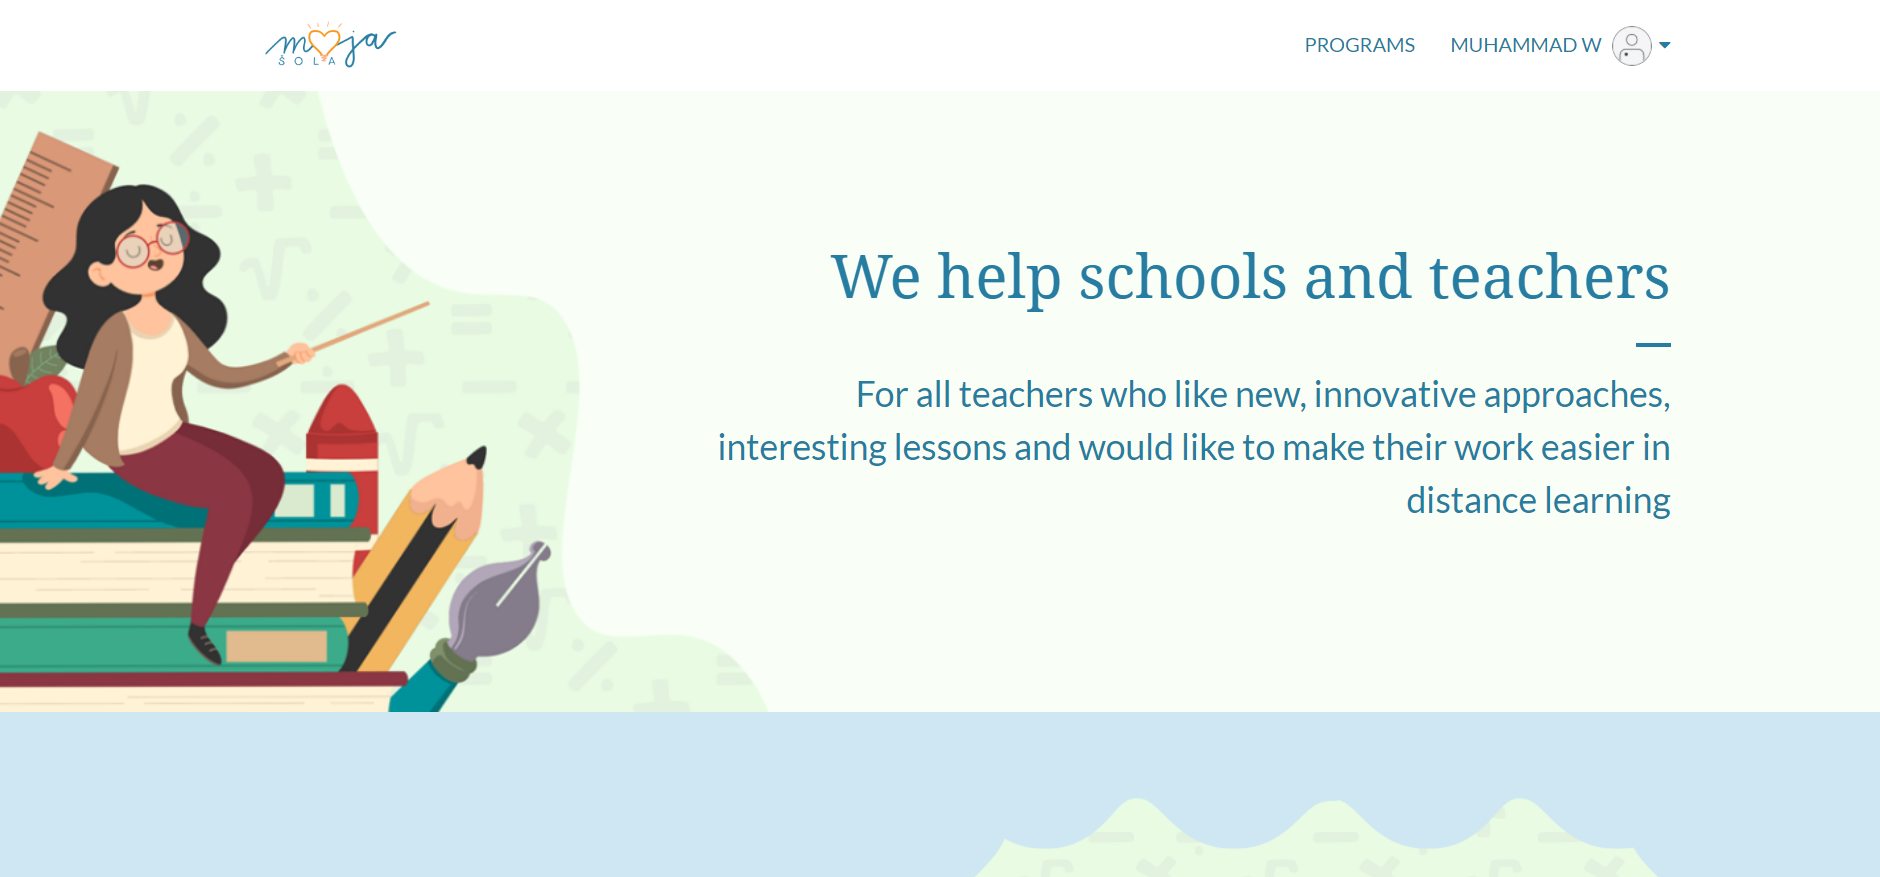 moja
ŠOLA
PROGRAMS
MUHAMMAD W
We help schools and teachers
For all teachers who like new, innovative approaches,
interesting lessons and would like to make their work easier in
distance learning